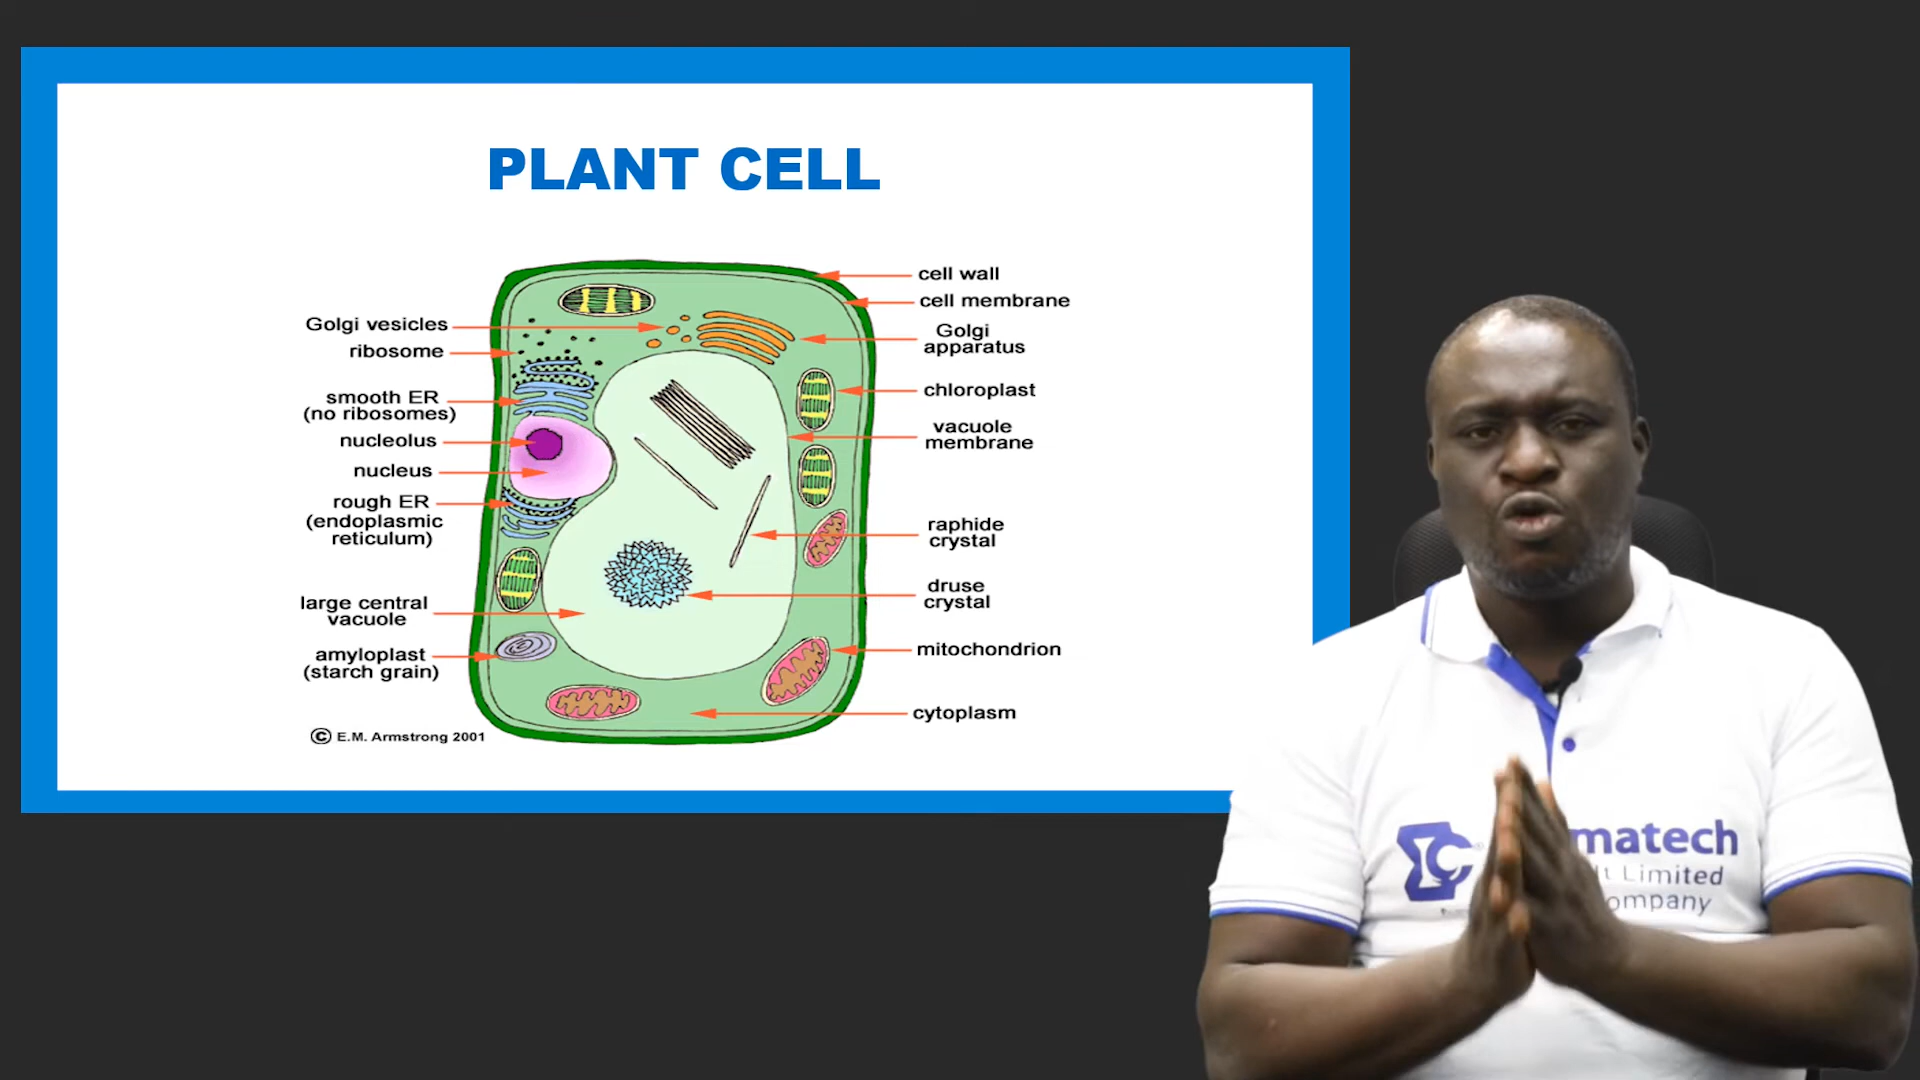 PLANT CELL
cell wall
cell membrane
Golgi vesicles
Golgi
apparatus
ribosome
chloroplast
smooth ER
(no ribosomes)
vacuole
membrane
nucleolus
nucleus
rough ER
(endoplasmic
reticulum)
raphide
crystal
druse
crystal
large central
vacuole
mitochondrion
amyloplast
(starch grain)
cytoplasm
© E.M. Armstrong 2001
matech
Limited
ompany